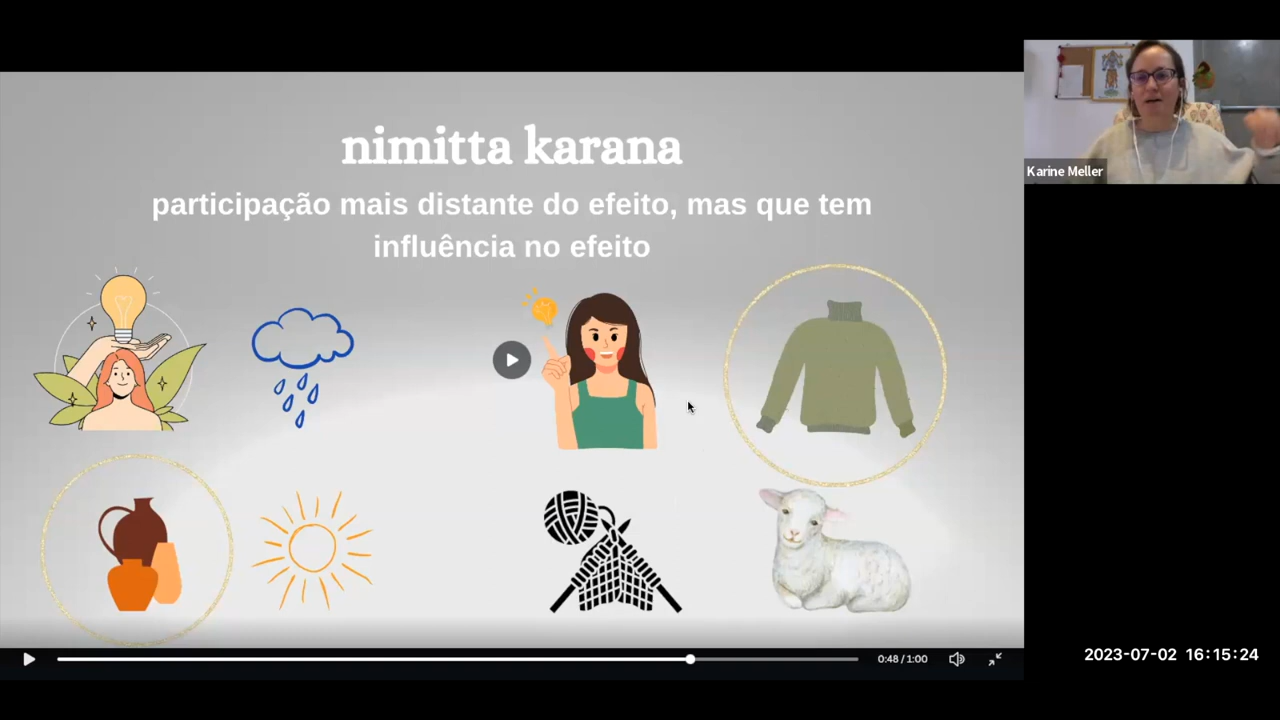 nimitta karana
participação mais distante do efeito, mas que tem
influência no efeito
Karine Meller
0:48 / 1:00
2023-07-02 16:15:24